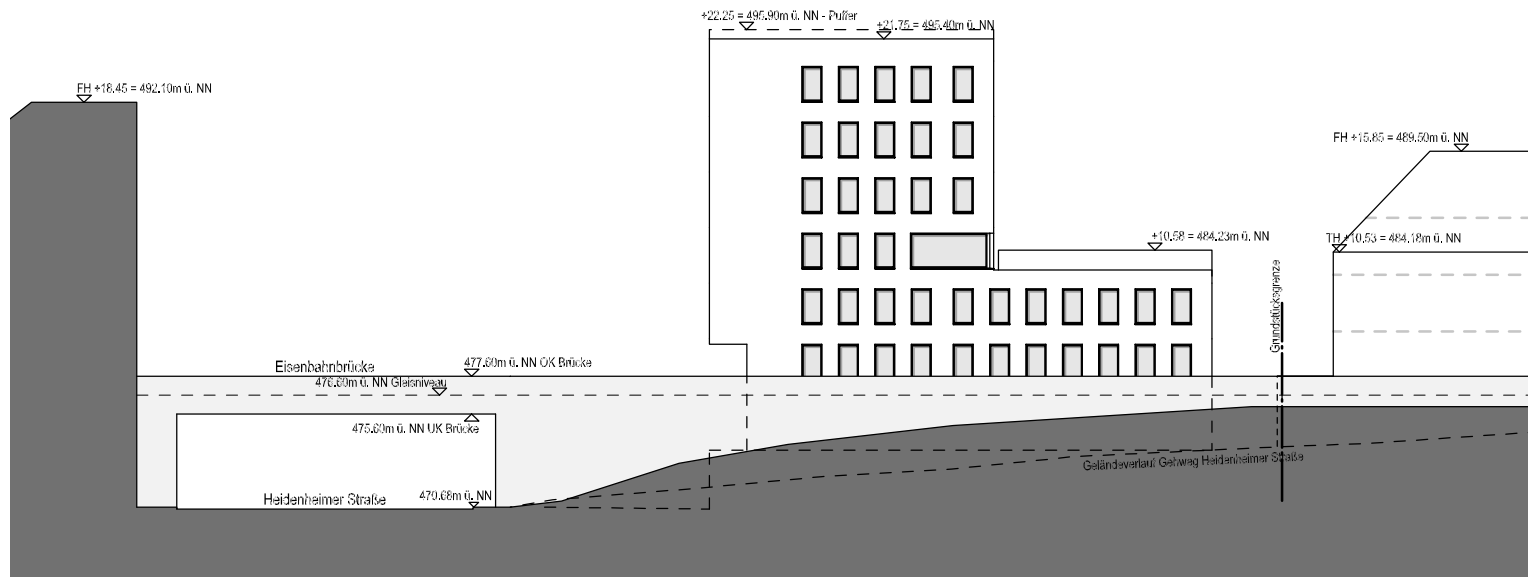 +22.25 = 495.90m ü. NN - Puffer
+21.75 = 495.40m ü. NN
FH +18.45 = 492.10m ü. NN
FH +15.85 = 489.50m ü. NN
+10.58 = 484.23m ü. NN
TH +10.53 = 484.18m ü. NN
Grundstücksgrenze
Eisenbahnbrücke
477.60m ü. NN OK Brücke
476.60m ü. NN Gleisniveau
475.60m ü. NN UK Brücke
Geländeverlauf Gehweg Heidenheimer Straße
Heidenheimer Straße
470.68m ü. NN